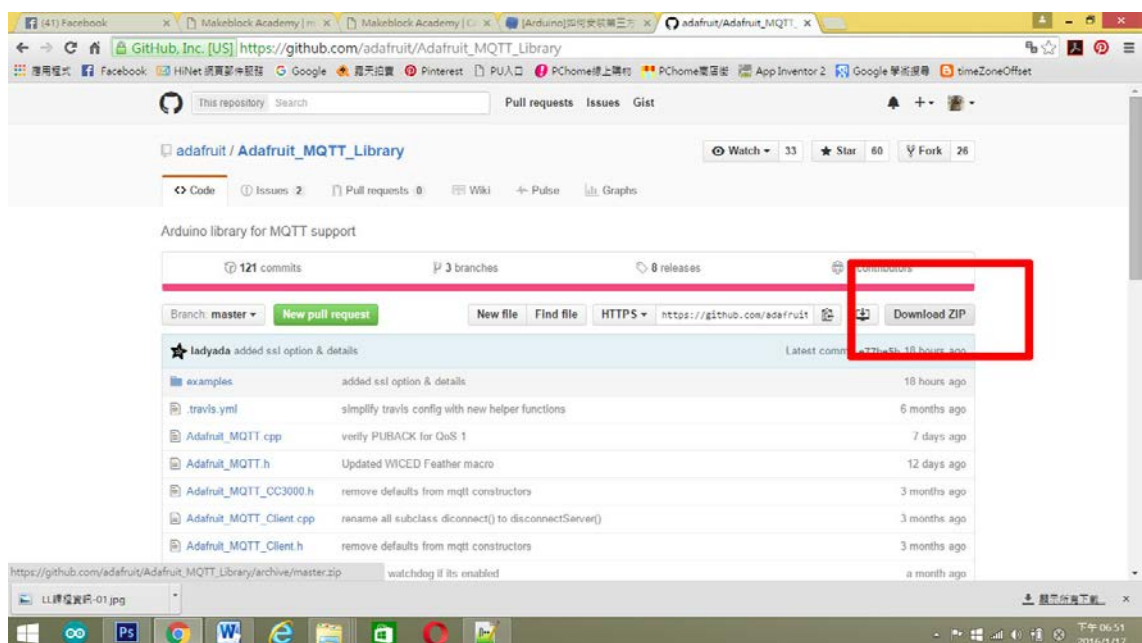 (41) Facebook Makeblock Academy | m Makeblock Academy | C [Arduino]如何安裝第三方 adafruit/Adafruit_MQTT_
GitHub, Inc. [US] https://github.com/adafruit/Adafruit_MQTT_Library
應用程式 Facebook HiNet 網頁郵件服務 Google 露天拍賣 Pinterest PU入口 PChome線上購物 PChome商店街 App Inventor 2 Google 學術搜尋 timeZoneOffset
This repository Search Pull requests Issues Gist
adafruit / Adafruit_MQTT_Library Watch 33 Star 60 Fork 26
Code Issues 2 Pull requests 0 Wiki Pulse Graphs
Arduino library for MQTT support
121 commits 3 branches 8 releases contributors
Branch: master New pull request New file Find file HTTPS https://github.com/adafruit Download ZIP
ladyada added ssl option & details Latest commit e77be5b 18 hours ago
examples added ssl option & details 18 hours ago
.travis.yml simplify travis config with new helper functions 6 months ago
Adafruit_MQTT.cpp verify PUBACK for QoS 1 7 days ago
Adafruit_MQTT.h Updated WICED Feather macro 12 days ago
Adafruit_MQTT_CC3000.h remove defaults from mqtt constructors 3 months ago
Adafruit_MQTT_Client.cpp rename all subclass diconnect() to disconnectServer() 3 months ago
Adafruit_MQTT_Client.h remove defaults from mqtt constructors 3 months ago
https://github.com/adafruit/Adafruit_MQTT_Library/archive/master.zip watchdog if its enabled a month ago
LL課程資訊-01.jpg 顯示所有下載
Ps 下午 06:51
2016/1/17